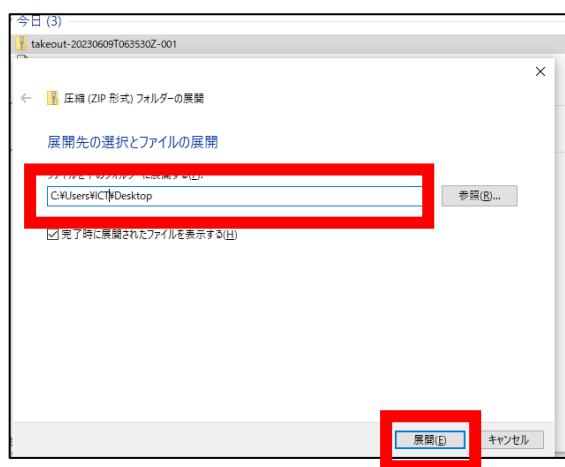 今日 (3)
takeout-20230609T063530Z-001
圧縮 (ZIP 形式) フォルダーの展開
展開先の選択とファイルの展開
C:¥Users¥ICT¥Desktop
参照(R)...
完了時に展開されたファイルを表示する(H)
展開(E)
キャンセル